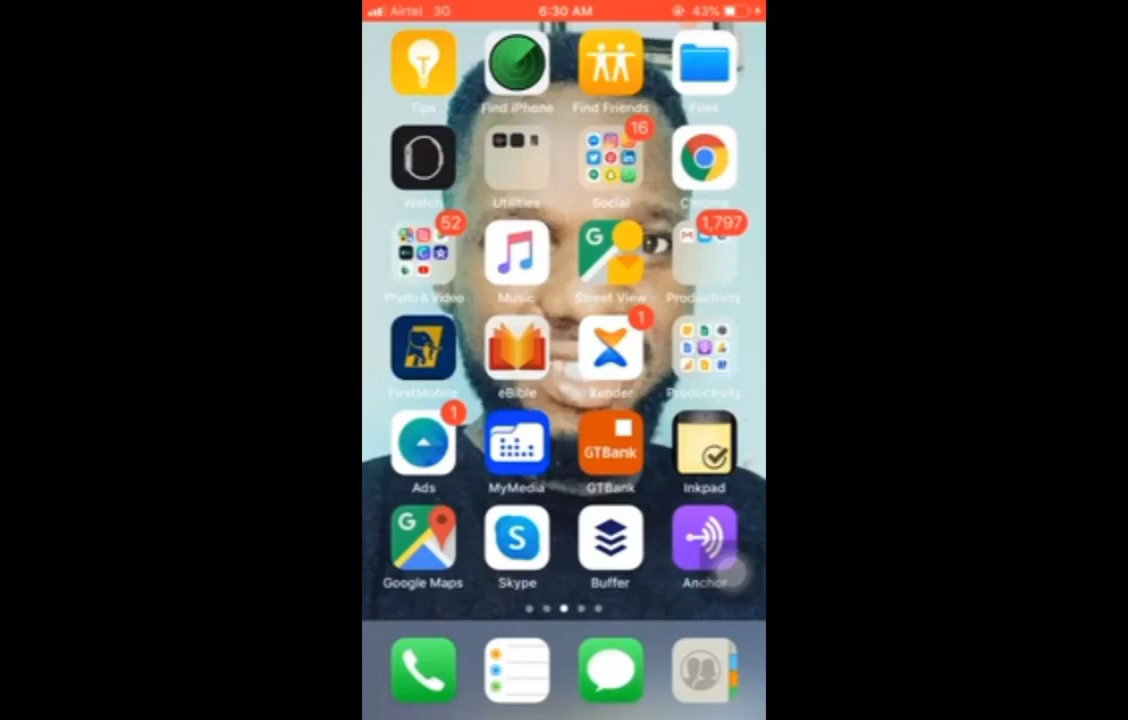 Airtel 3G 6:30 AM 43%
Tips Find iPhone Find Friends Files
16
Watch Utilities Social Chrome
52 1,797
G
Photo & Video Music Street View Productivity
1
FirstMobile eBible Xender Productivity
1
GTBank
Ads MyMedia GTBank Inkpad
G S
Google Maps Skype Buffer Anchor